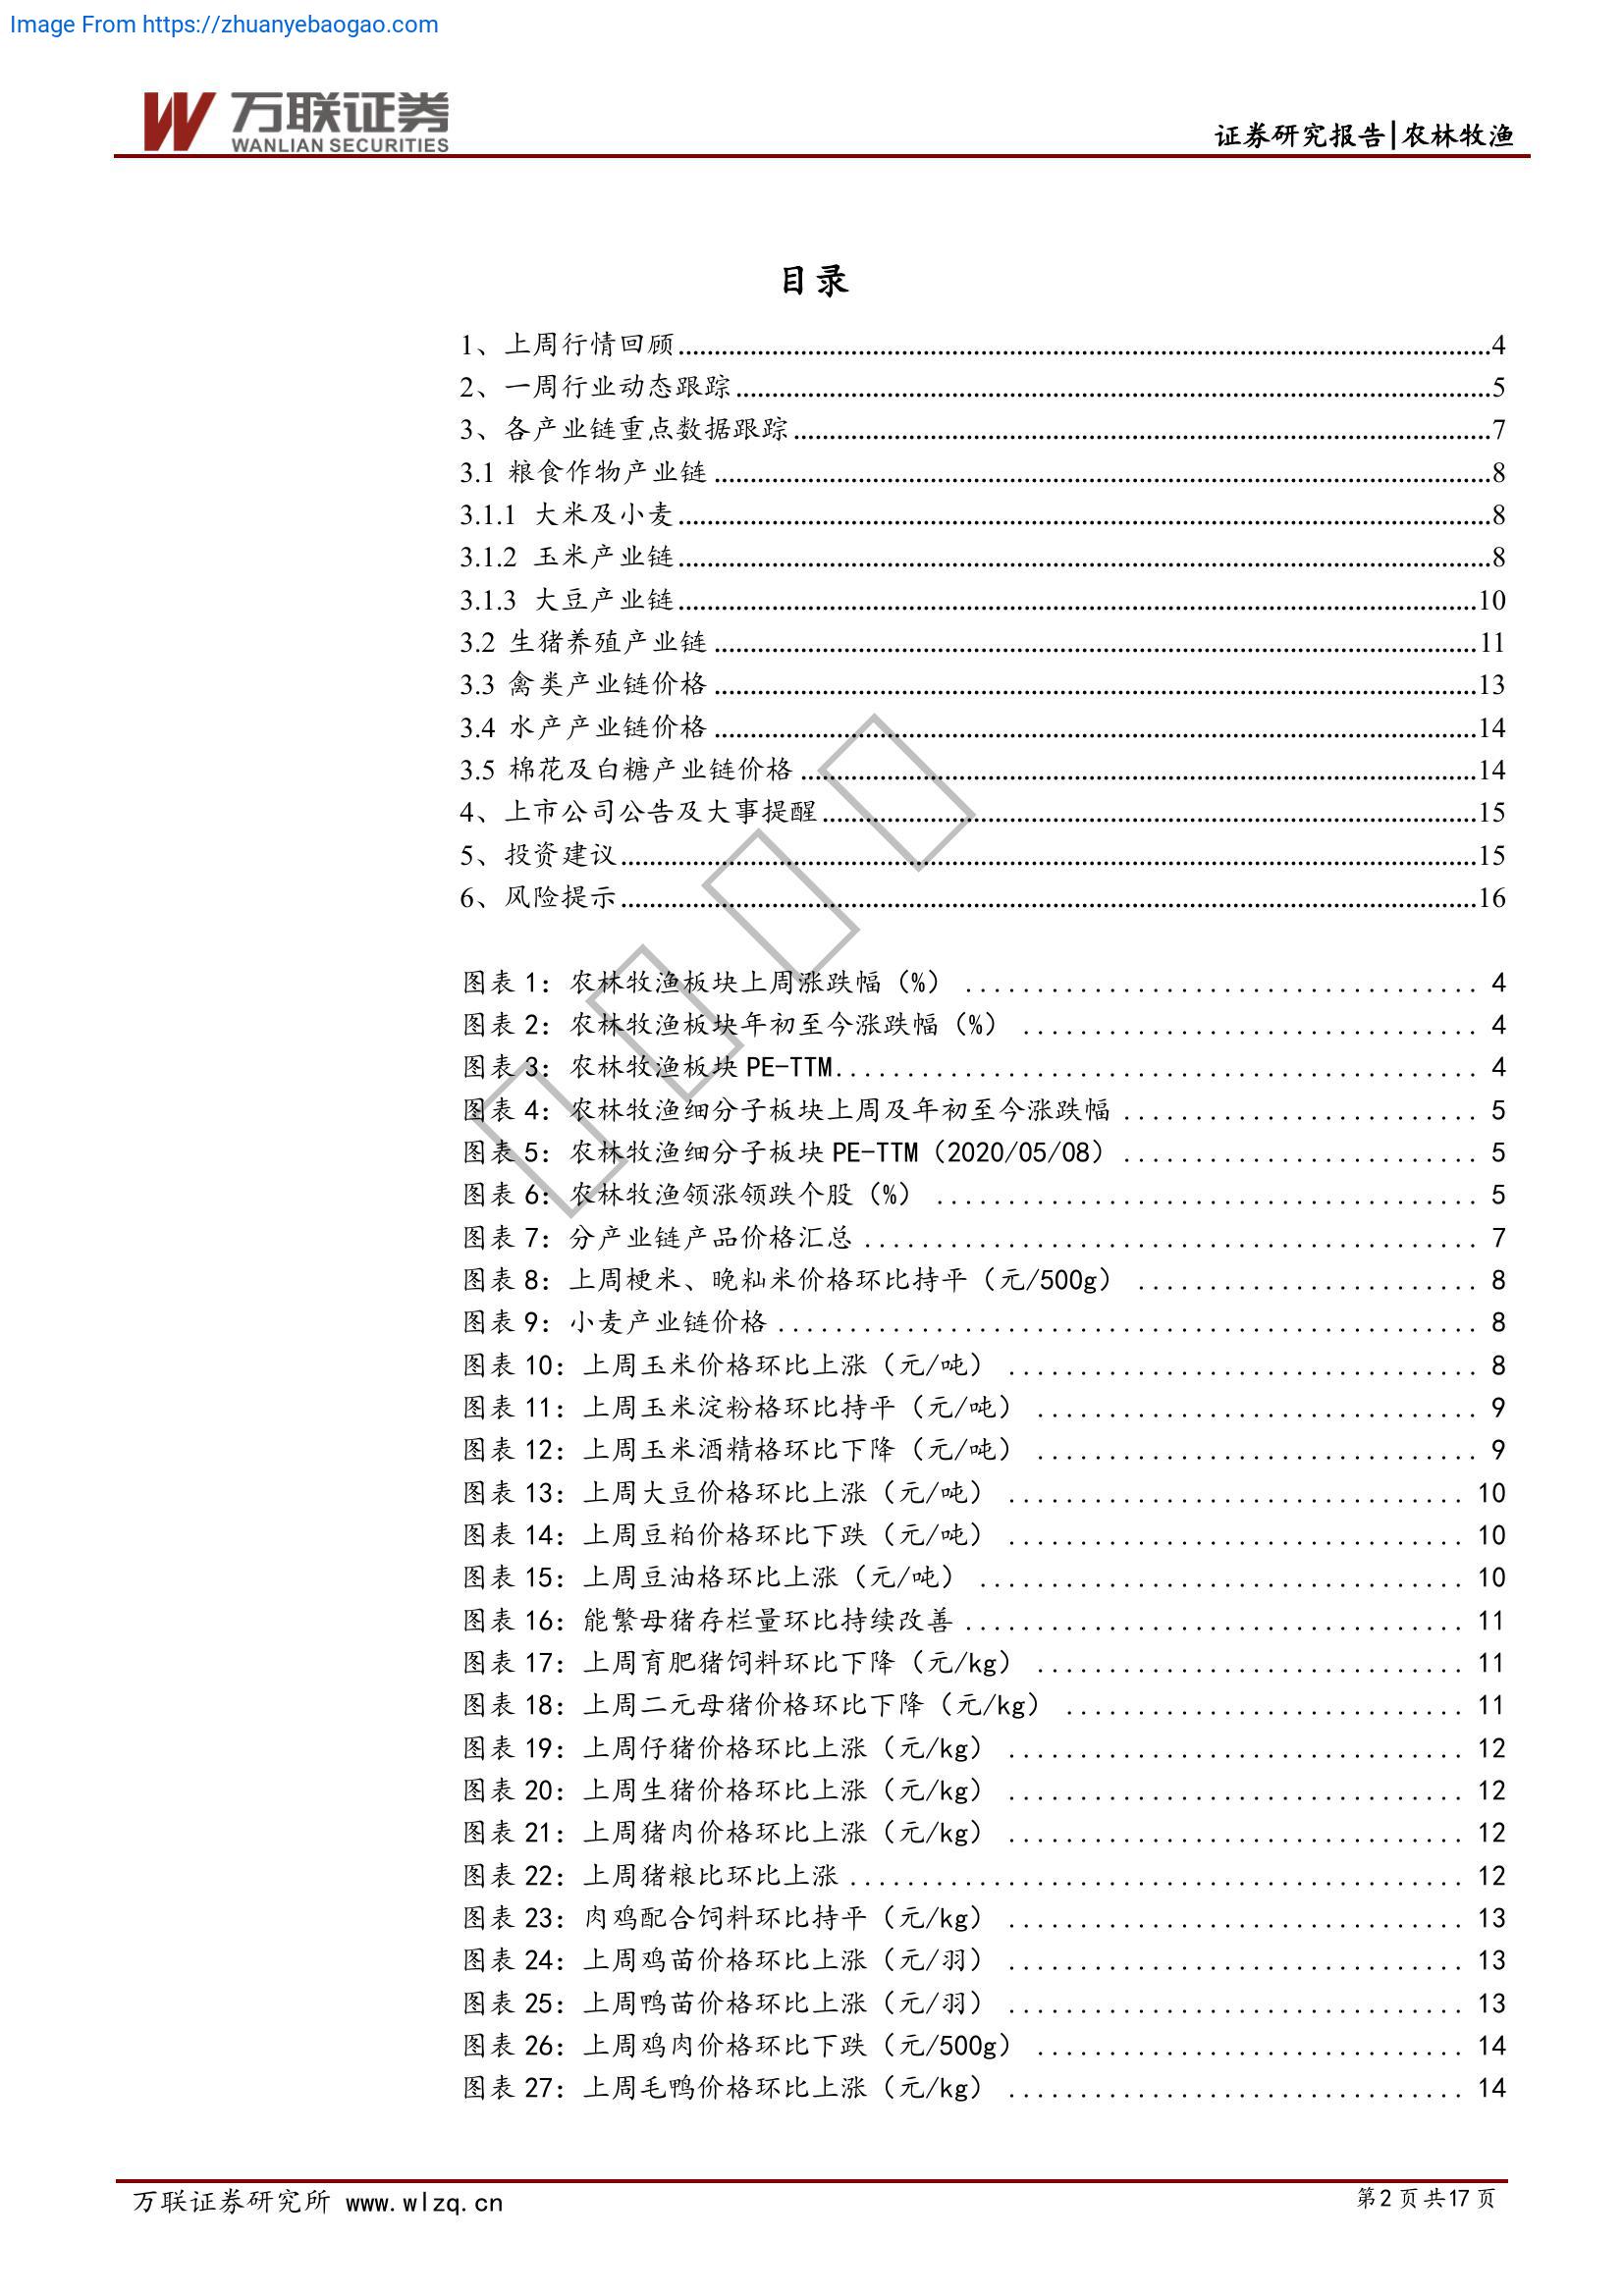 Image From https://zhuanyebaogao.com
万联证券
WANLIAN SECURITIES
证券研究报告|农林牧渔
目录
1、上周行情回顾.....4
2、一周行业动态跟踪.....5
3、各产业链重点数据跟踪.....7
3.1 粮食作物产业链.....8
3.1.1 大米及小麦.....8
3.1.2 玉米产业链.....8
3.1.3 大豆产业链.....10
3.2 生猪养殖产业链.....11
3.3 禽类产业链价格.....13
3.4 水产产业链价格.....14
3.5 棉花及白糖产业链价格.....14
4、上市公司公告及大事提醒.....15
5、投资建议.....15
6、风险提示.....16
图表 1：农林牧渔板块上周涨跌幅（%）..... 4
图表 2：农林牧渔板块年初至今涨跌幅（%）..... 4
图表 3：农林牧渔板块 PE-TTM..... 4
图表 4：农林牧渔细分子板块上周及年初至今涨跌幅..... 5
图表 5：农林牧渔细分子板块 PE-TTM（2020/05/08）..... 5
图表 6：农林牧渔领涨领跌个股（%）..... 5
图表 7：分产业链产品价格汇总..... 7
图表 8：上周梗米、晚籼米价格环比持平（元/500g）..... 8
图表 9：小麦产业链价格..... 8
图表 10：上周玉米价格环比上涨（元/吨）..... 8
图表 11：上周玉米淀粉格环比持平（元/吨）..... 9
图表 12：上周玉米酒精格环比下降（元/吨）..... 9
图表 13：上周大豆价格环比上涨（元/吨）..... 10
图表 14：上周豆粕价格环比下跌（元/吨）..... 10
图表 15：上周豆油格环比上涨（元/吨）..... 10
图表 16：能繁母猪存栏量环比持续改善..... 11
图表 17：上周育肥猪饲料环比下降（元/kg）..... 11
图表 18：上周二元母猪价格环比下降（元/kg）..... 11
图表 19：上周仔猪价格环比上涨（元/kg）..... 12
图表 20：上周生猪价格环比上涨（元/kg）..... 12
图表 21：上周猪肉价格环比上涨（元/kg）..... 12
图表 22：上周猪粮比环比上涨..... 12
图表 23：肉鸡配合饲料环比持平（元/kg）..... 13
图表 24：上周鸡苗价格环比上涨（元/羽）..... 13
图表 25：上周鸭苗价格环比上涨（元/羽）..... 13
图表 26：上周鸡肉价格环比下跌（元/500g）..... 14
图表 27：上周毛鸭价格环比上涨（元/kg）..... 14
万联证券研究所 www.wlzq.cn
第2页共17页